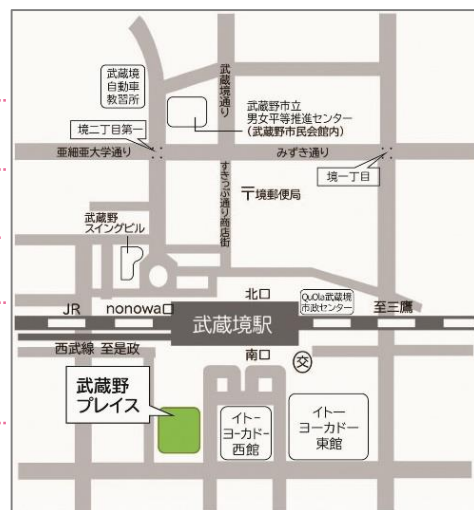 武蔵境
自動車
教習所
武蔵境通り
武蔵野市立
男女平等推進センター
(武蔵野市民会館内)
境二丁目第一
亜細亜大学通り
みずき通り
境一丁目
すきっぷ通り商店街
〒境郵便局
武蔵野
スイングビル
北口
QuOla武蔵境
市政センター
JR
nonowa口
至三鷹
武蔵境駅
西武線 至是政
南口
交
武蔵野
プレイス
イトー
ヨーカドー
西館
イトー
ヨーカドー
東館